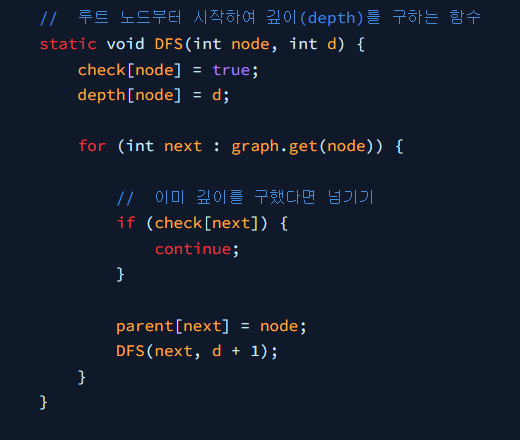 //  루트 노드부터 시작하여 깊이(depth)를 구하는 함수
static void DFS(int node, int d) {
    check[node] = true;
    depth[node] = d;

    for (int next : graph.get(node)) {

        //  이미 깊이를 구했다면 넘기기
        if (check[next]) {
            continue;
        }

        parent[next] = node;
        DFS(next, d + 1);
    }
}